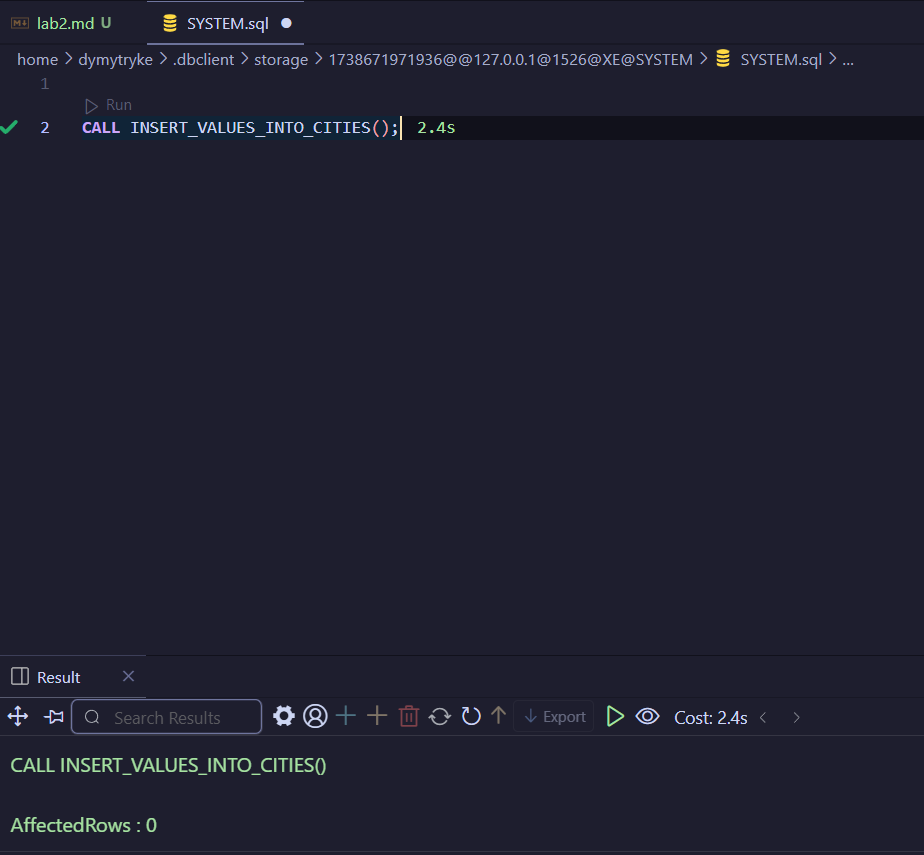 lab2.md U SYSTEM.sql
home > dymytryke > .dbclient > storage > 1738671971936@@127.0.0.1@1526@XE@SYSTEM > SYSTEM.sql > ...
1
Run
2 CALL INSERT_VALUES_INTO_CITIES(); 2.4s
Result
Search Results Export Cost: 2.4s
CALL INSERT_VALUES_INTO_CITIES()
AffectedRows : 0